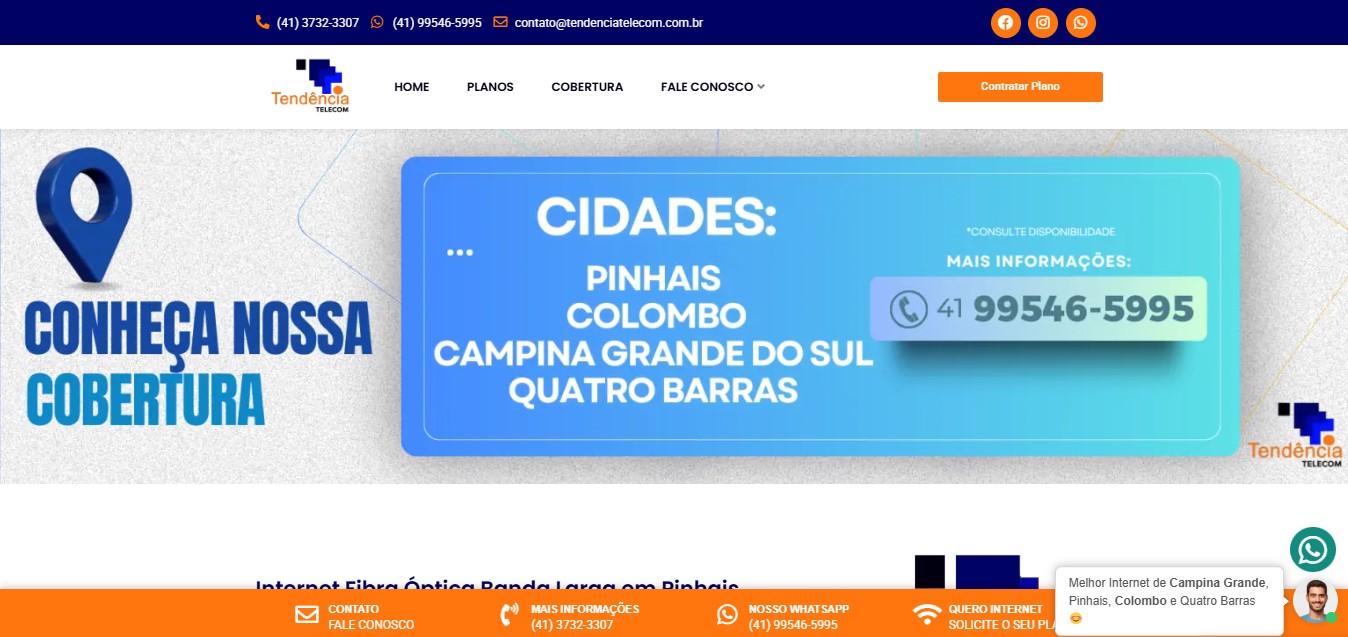 (41) 3732-3307 (41) 99546-5995 contato@tendenciatelecom.com.br
Tendência
TELECOM
HOME PLANOS COBERTURA FALE CONOSCO
Contratar Plano
CONHEÇA NOSSA
COBERTURA
CIDADES:
PINHAIS
COLOMBO
CAMPINA GRANDE DO SUL
QUATRO BARRAS
*CONSULTE DISPONIBILIDADE
MAIS INFORMAÇÕES:
41 99546-5995
Tendência
TELECOM
Internet Fibra Óptica Banda Larga em Pinhais
Melhor Internet de Campina Grande,
Pinhais, Colombo e Quatro Barras
😊
CONTATO
FALE CONOSCO
MAIS INFORMAÇÕES
(41) 3732-3307
NOSSO WHATSAPP
(41) 99546-5995
QUERO INTERNET
SOLICITE O SEU